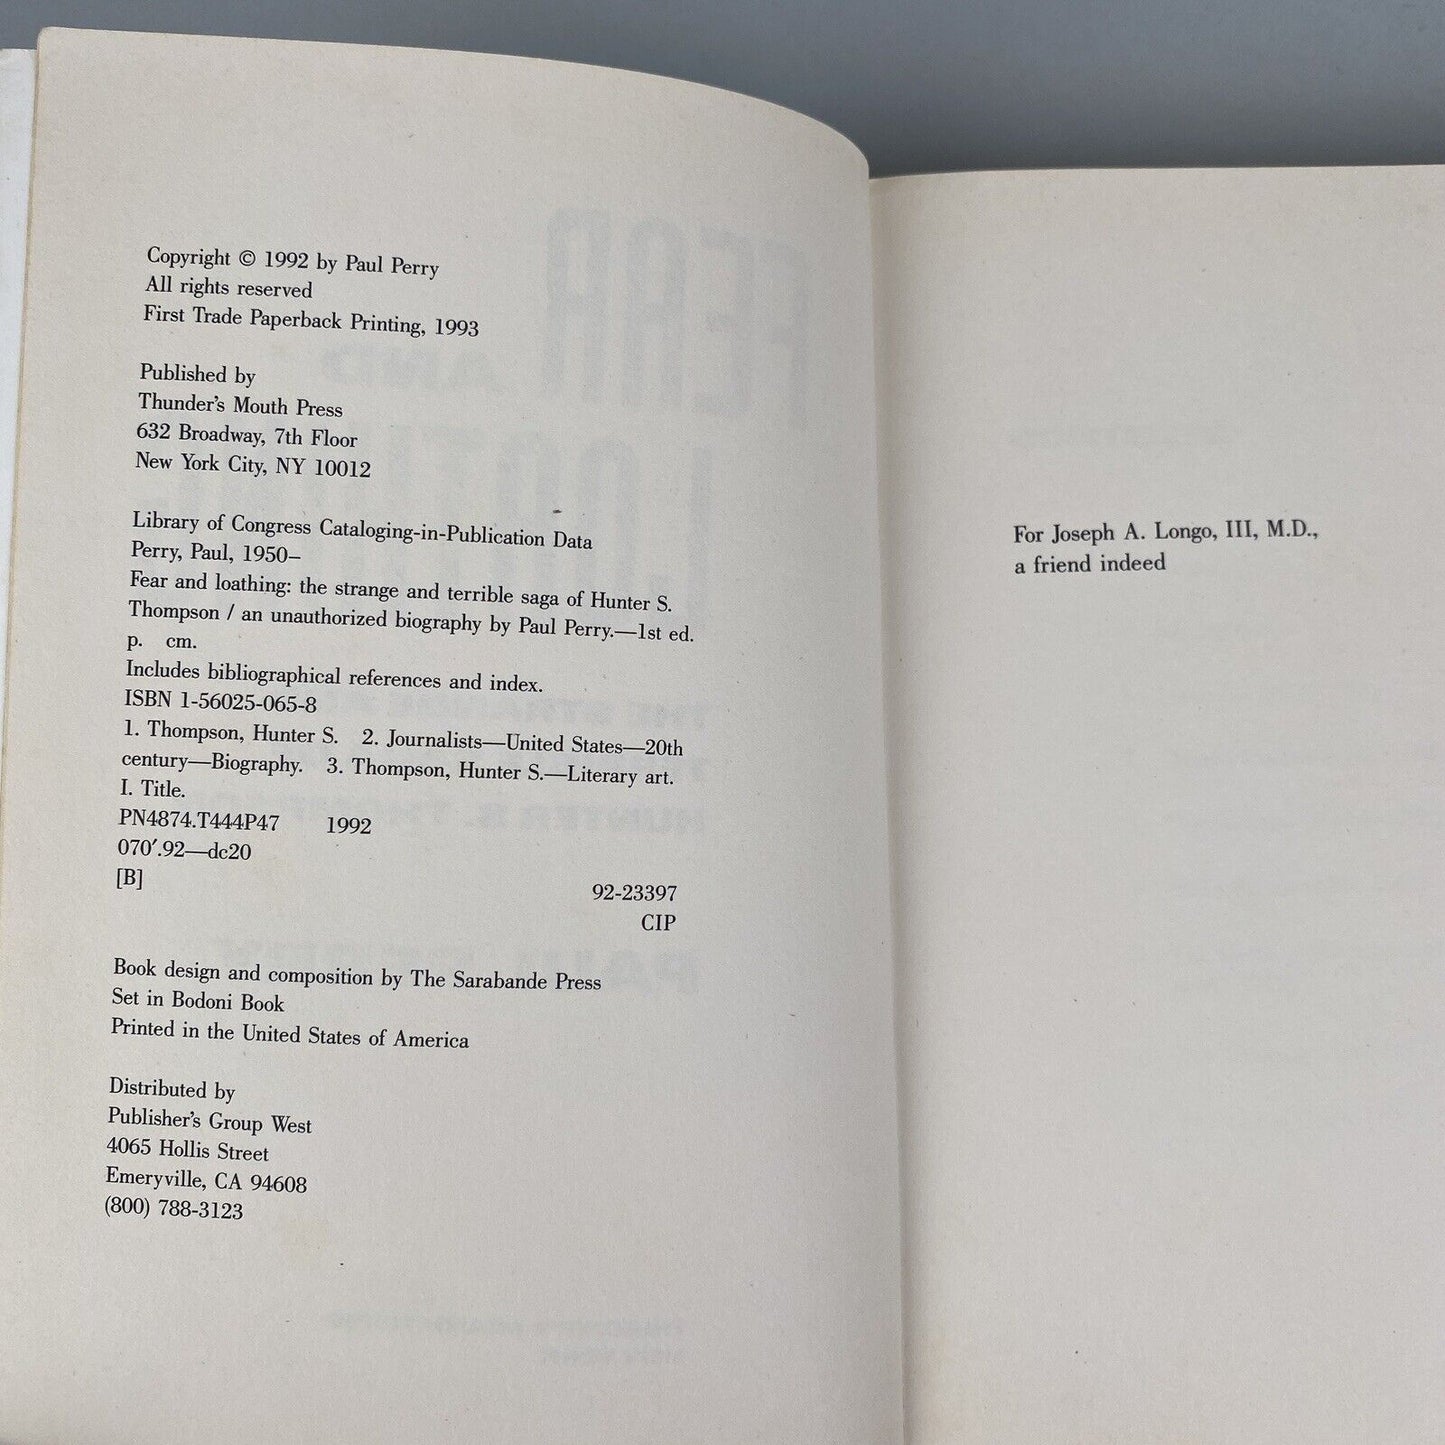 Copyright © 1992 by Paul Perry
All rights reserved
First Trade Paperback Printing, 1993
Published by
Thunder's Mouth Press
632 Broadway, 7th Floor
New York City, NY 10012
Library of Congress Cataloging-in-Publication Data
Perry, Paul, 1950–
Fear and loathing: the strange and terrible saga of Hunter S.
Thompson / an unauthorized biography by Paul Perry.—1st ed.
p. cm.
Includes bibliographical references and index.
ISBN 1-56025-065-8
1. Thompson, Hunter S. 2. Journalists—United States—20th
century—Biography. 3. Thompson, Hunter S.—Literary art.
I. Title.
PN4874.T444P47 1992
070′.92—dc20
[B]
92-23397
CIP
Book design and composition by The Sarabande Press
Set in Bodoni Book
Printed in the United States of America
Distributed by
Publisher's Group West
4065 Hollis Street
Emeryville, CA 94608
(800) 788-3123
For Joseph A. Longo, III, M.D.,
a friend indeed